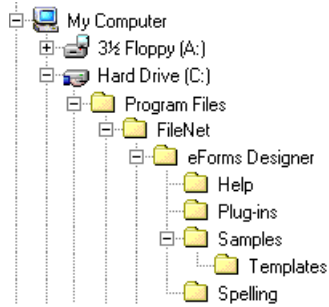 My Computer
3½ Floppy (A:)
Hard Drive (C:)
Program Files
FileNet
eForms Designer
Help
Plug-ins
Samples
Templates
Spelling